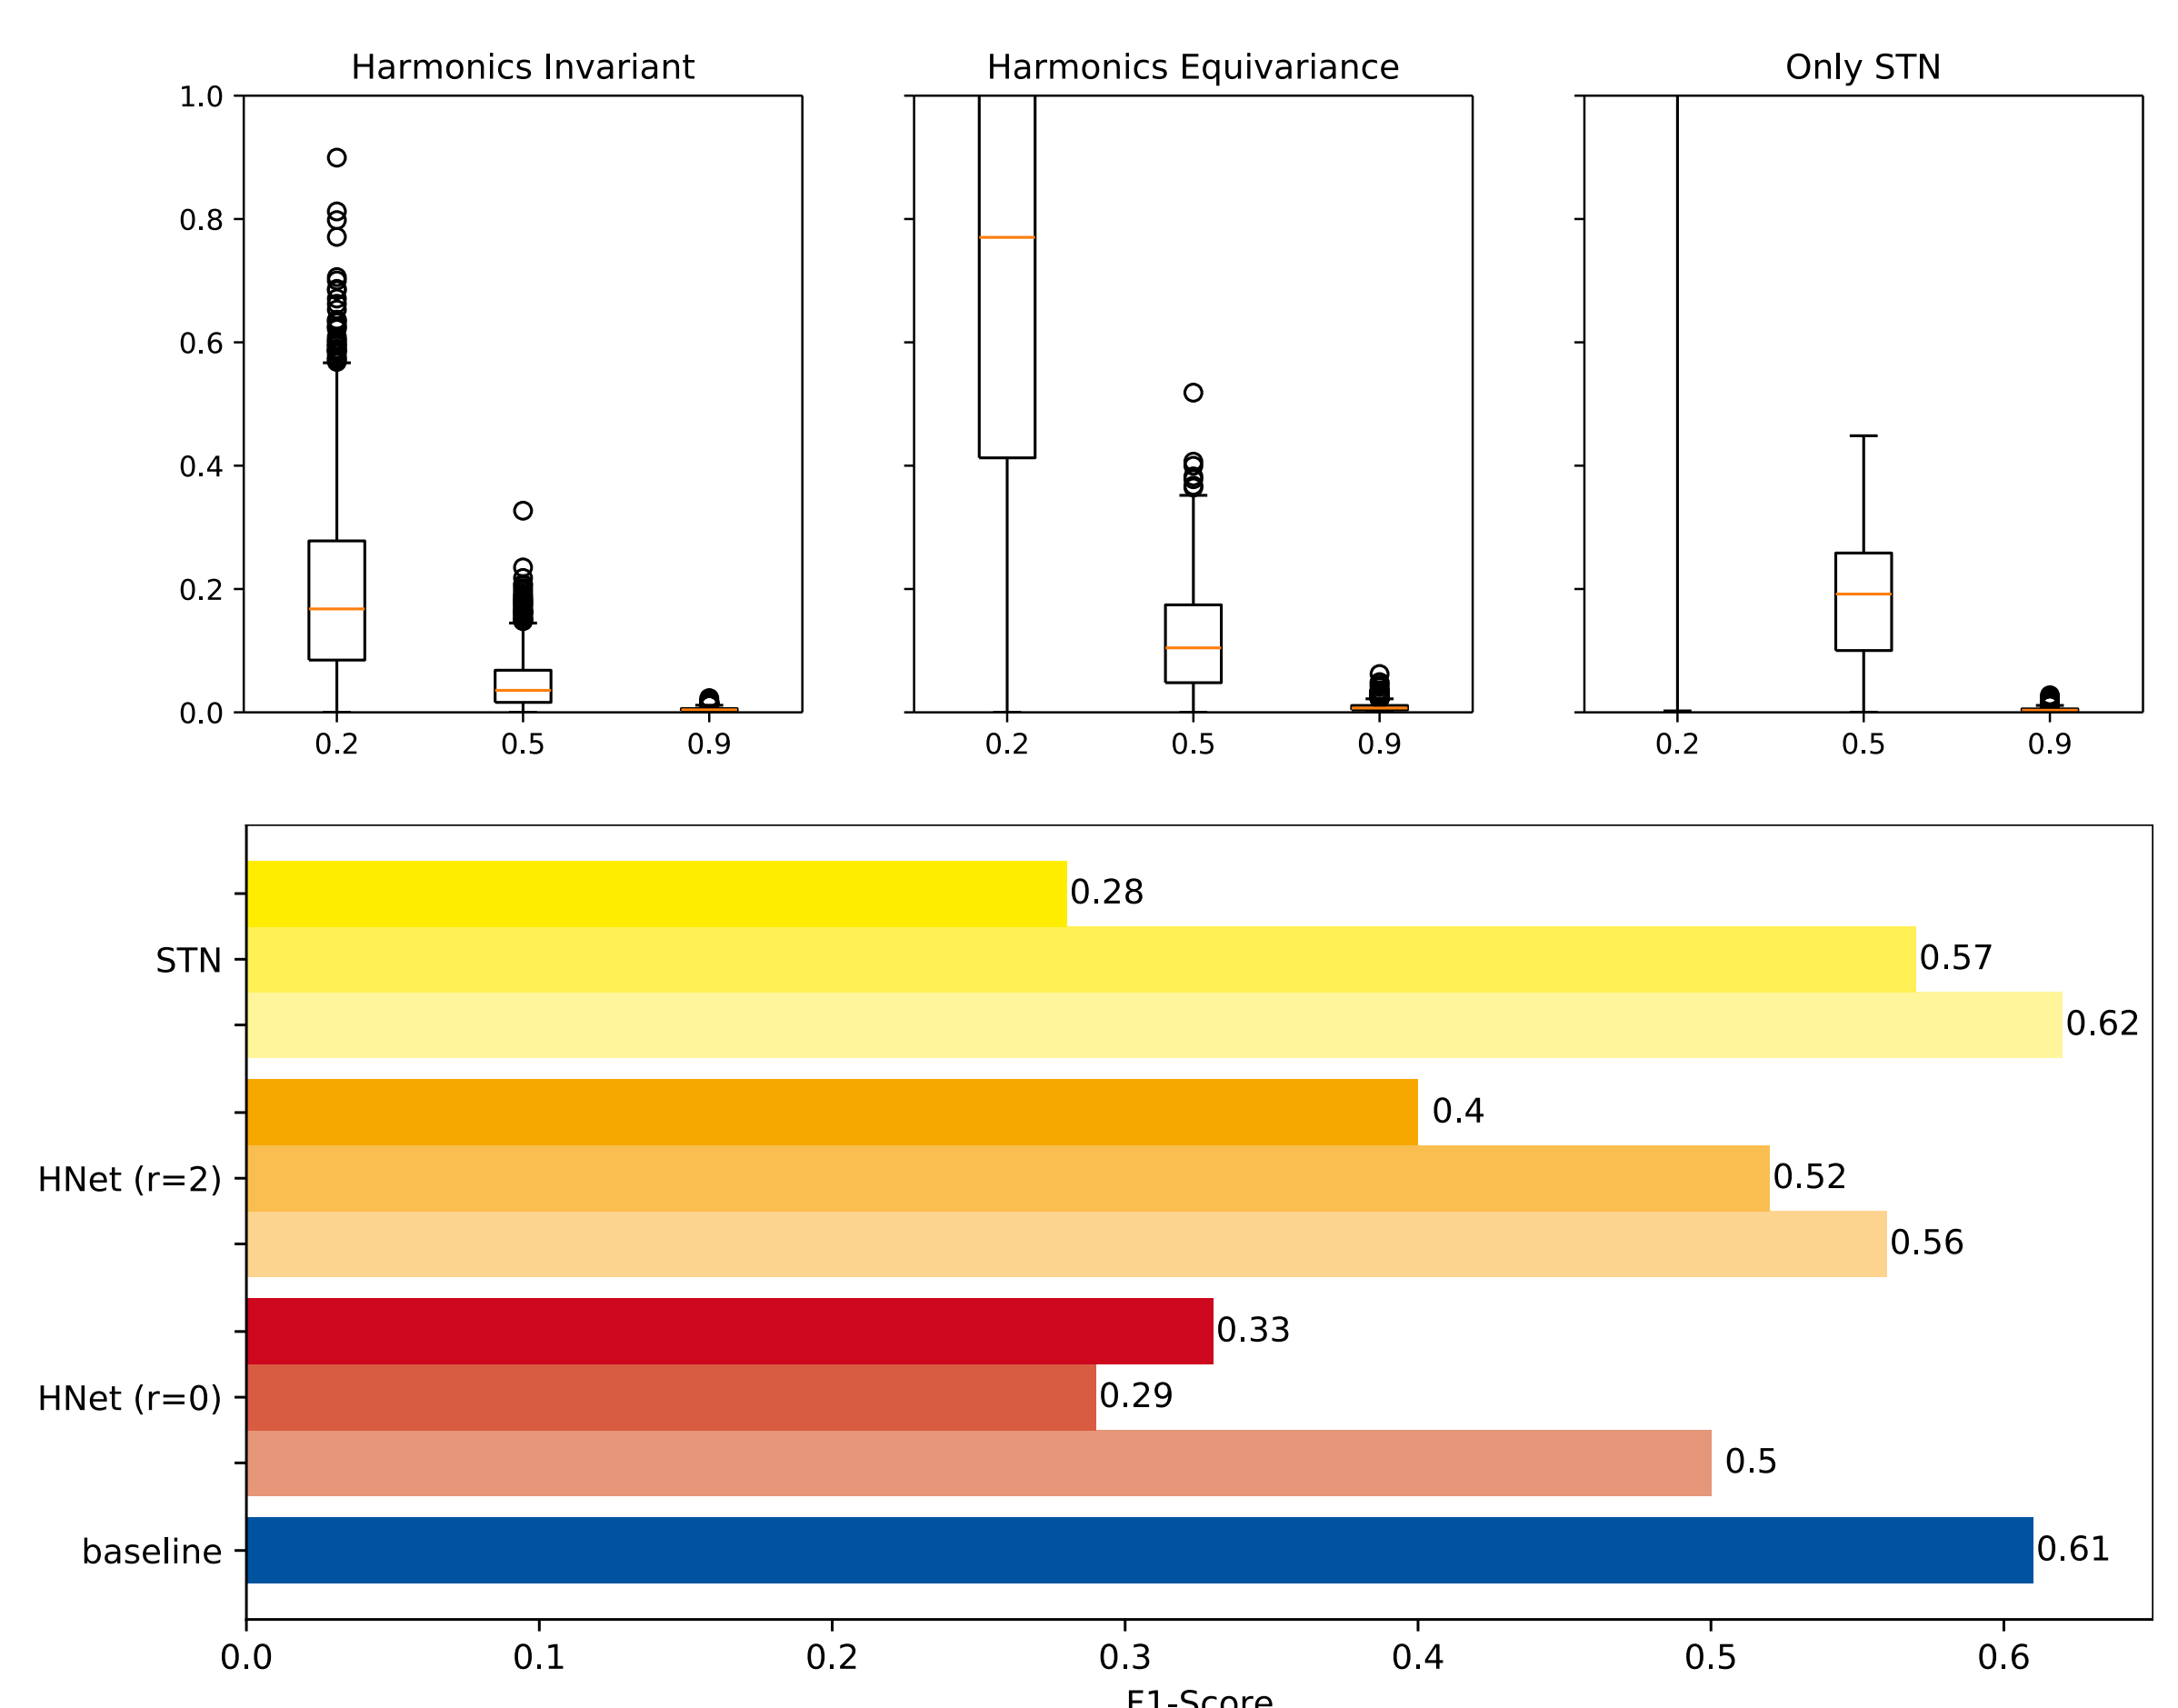 Harmonics Invariant Harmonics Equivariance Only STN
1.0
0.8
0.6
0.4
0.2
0.0
0.2 0.5 0.9 0.2 0.5 0.9 0.2 0.5 0.9
0.28
STN 0.57
0.62
0.4
HNet (r=2) 0.52
0.56
0.33
HNet (r=0) 0.29
0.5
baseline 0.61
0.0 0.1 0.2 0.3 0.4 0.5 0.6
F1-Score